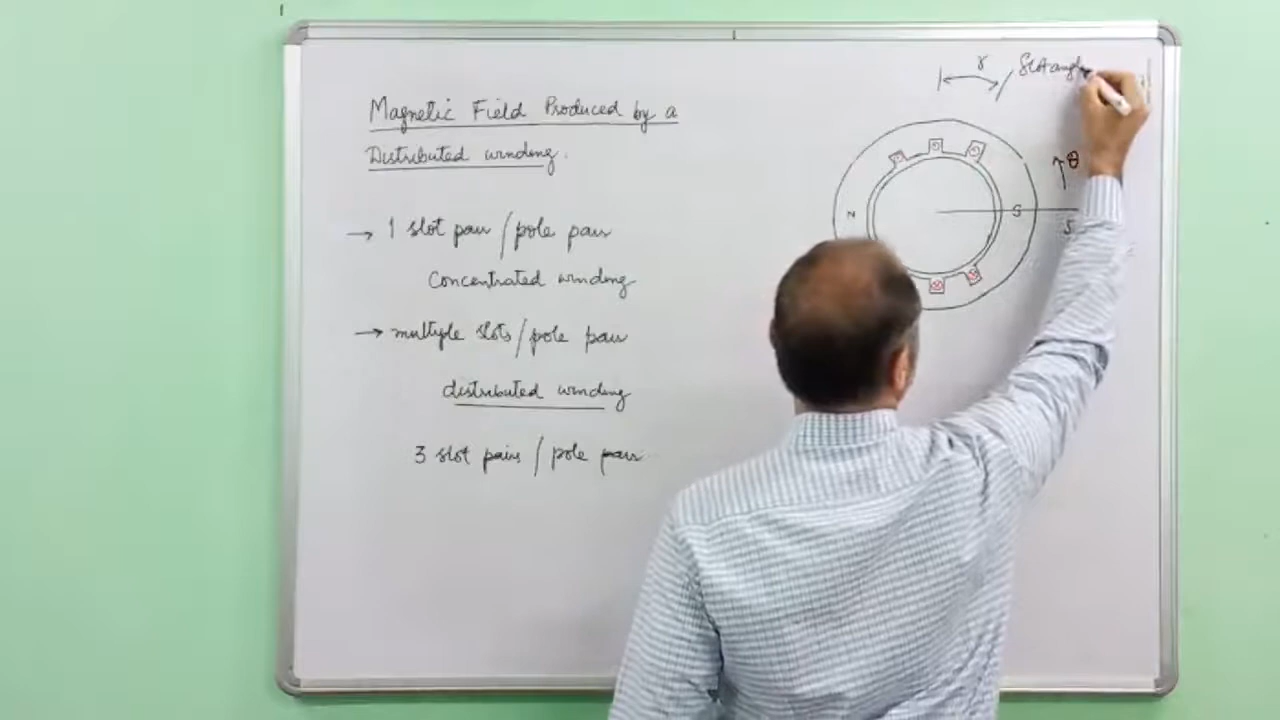 Magnetic Field Produced by a
Distributed winding.
→ 1 slot pair / pole pair
Concentrated winding
→ multiple slots / pole pair
distributed winding
3 slot pairs / pole pair
γ
Slot angle
θ
N
S
S